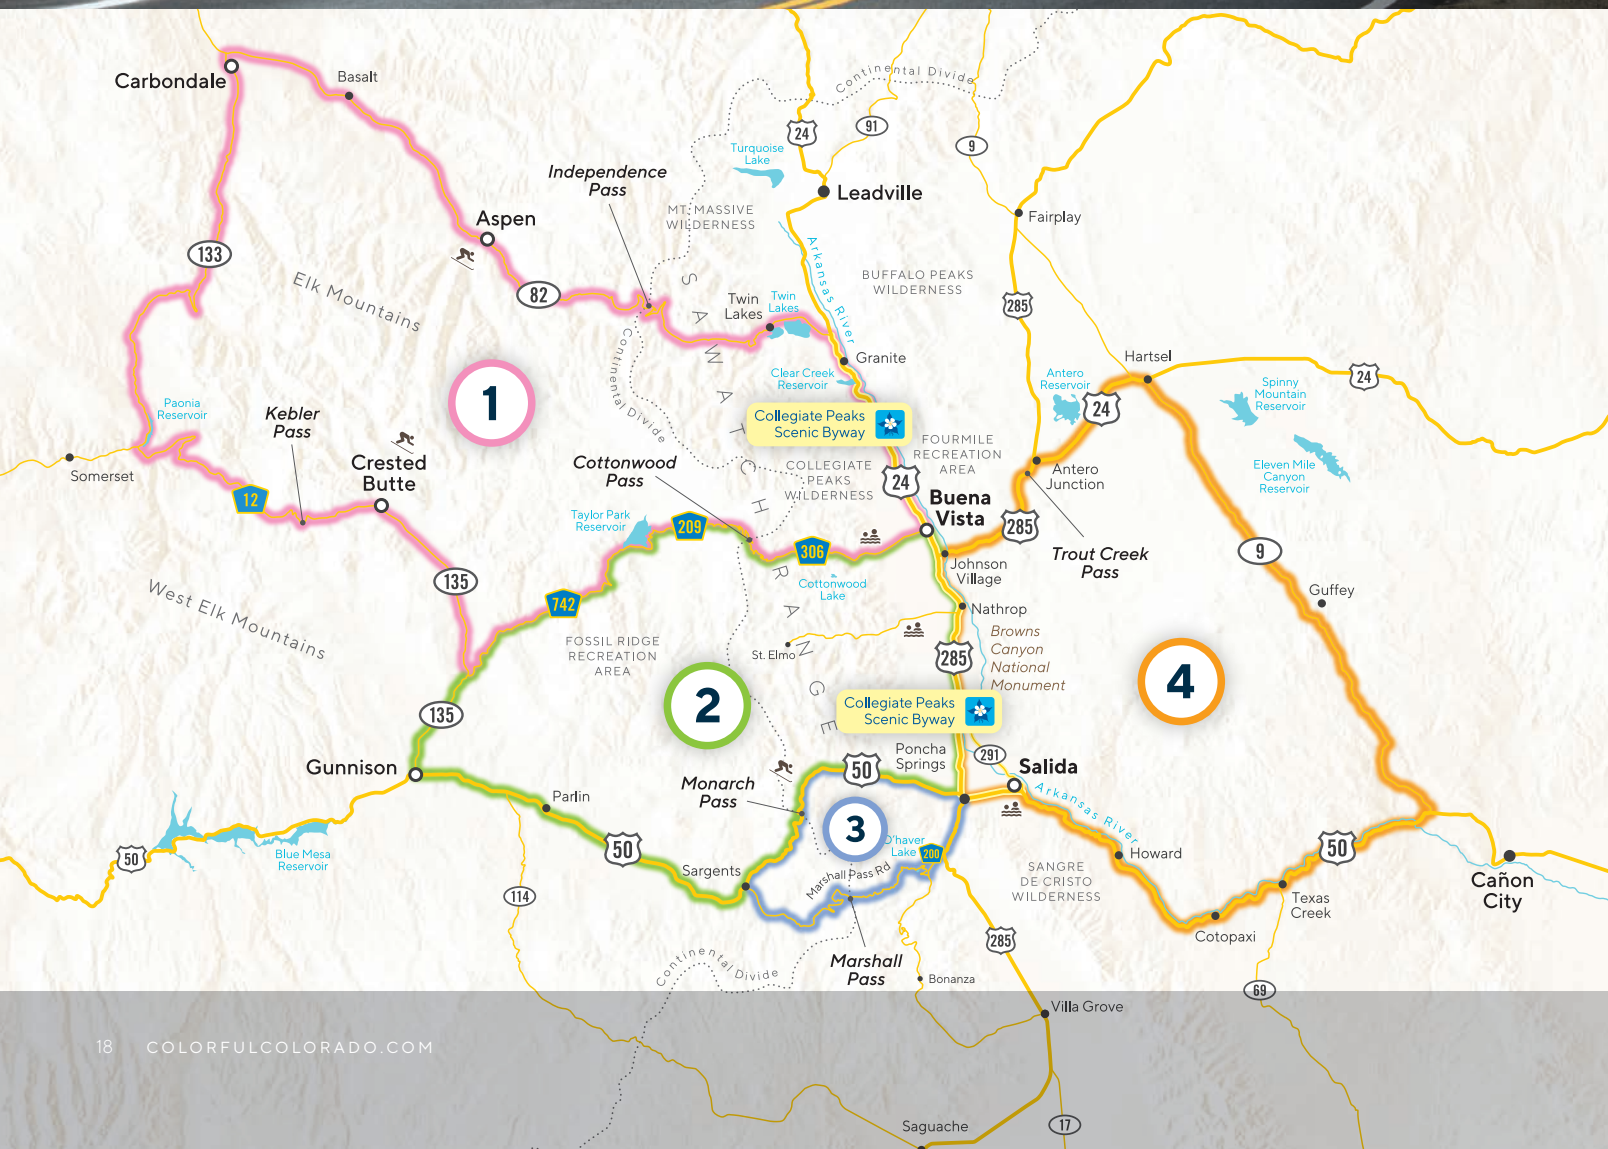 Carbondale
Basalt
Continental Divide
24
91
9
Turquoise
Lake
Independence
Pass
Leadville
MT. MASSIVE
WILDERNESS
Aspen
Fairplay
133
Elk Mountains
82
Arkansas River
BUFFALO PEAKS
WILDERNESS
285
Twin
Lakes
Twin
Lakes
SAWATCH RANGE
Continental Divide
Granite
Hartsel
Clear Creek
Reservoir
Antero
Reservoir
24
24
Spinny
Mountain
Reservoir
1
Paonia
Reservoir
Kebler
Pass
Collegiate Peaks
Scenic Byway
FOURMILE
RECREATION
AREA
Crested
Butte
Cottonwood
Pass
COLLEGIATE
PEAKS
WILDERNESS
24
Antero
Junction
Eleven Mile
Canyon
Reservoir
Somerset
12
Buena
Vista
Taylor Park
Reservoir
209
306
285
Trout Creek
Pass
9
135
Cottonwood
Lake
Johnson
Village
Guffey
742
Nathrop
West Elk Mountains
FOSSIL RIDGE
RECREATION
AREA
St. Elmo
285
Browns
Canyon
National
Monument
4
2
135
Collegiate Peaks
Scenic Byway
Gunnison
Poncha
Springs
291
Salida
50
Monarch
Pass
Parlin
3
Arkansas River
50
O'haver
Lake
200
Howard
50
50
Blue Mesa
Reservoir
Sargents
Marshall Pass Rd
SANGRE
DE CRISTO
WILDERNESS
Cañon
City
114
Texas
Creek
Cotopaxi
285
Continental Divide
Marshall
Pass
Bonanza
69
Villa Grove
18 COLORFULCOLORADO.COM
Saguache
17